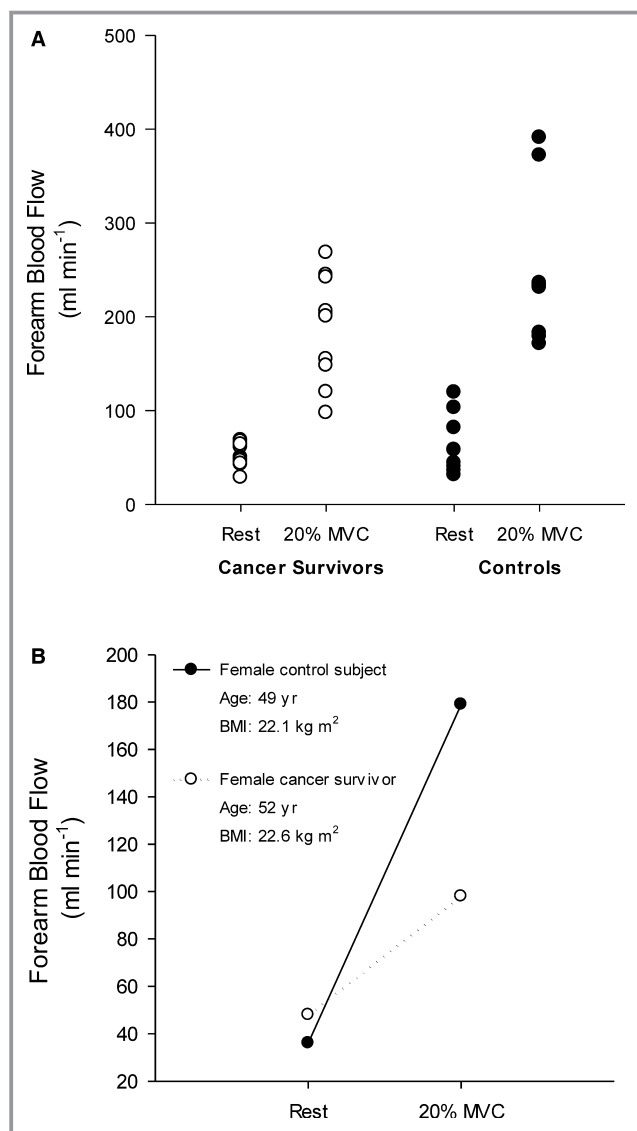 A
500
400
300
200
100
0
Forearm Blood Flow
(ml min⁻¹)
Rest 20% MVC Rest 20% MVC
Cancer Survivors Controls
B
200
180
160
140
120
100
80
60
40
20
Forearm Blood Flow
(ml min⁻¹)
Female control subject
Age: 49 yr
BMI: 22.1 kg m²
Female cancer survivor
Age: 52 yr
BMI: 22.6 kg m²
Rest 20% MVC